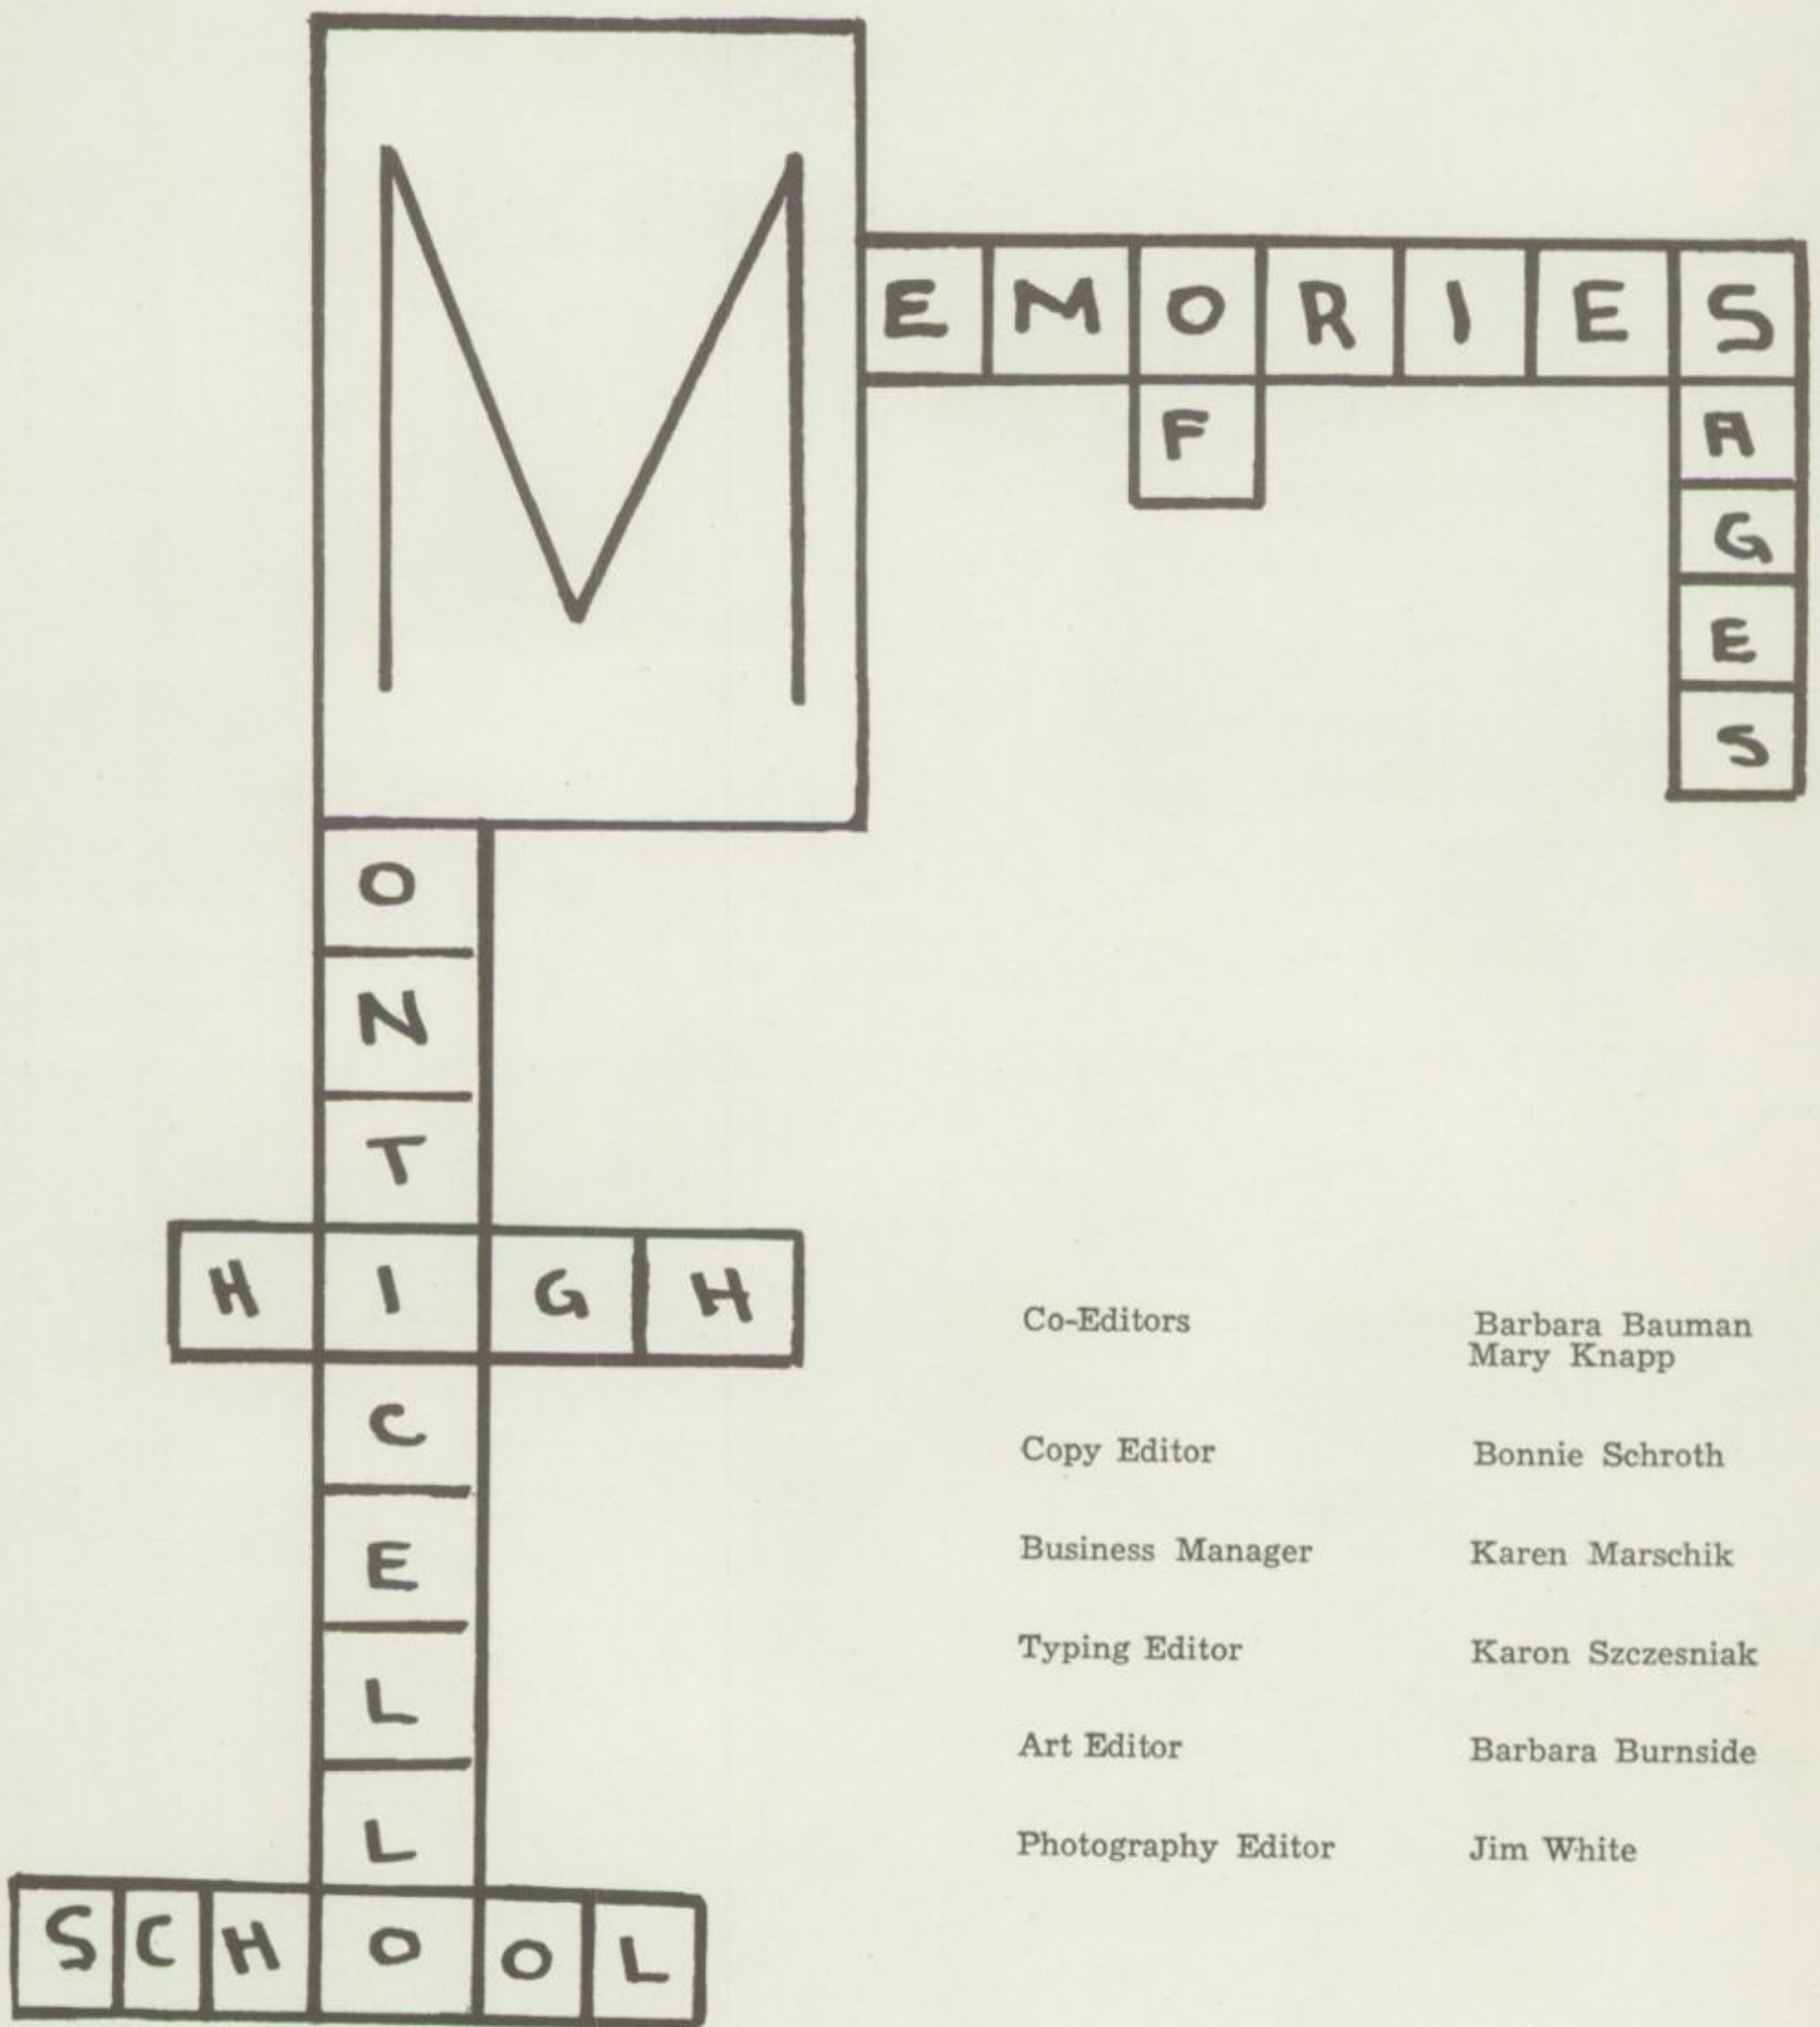 MEMORIES
OF
SAGES
MONTICELLO
HIGH
SCHOOL
Co-Editors Barbara Bauman
Mary Knapp
Copy Editor Bonnie Schroth
Business Manager Karen Marschik
Typing Editor Karon Szczesniak
Art Editor Barbara Burnside
Photography Editor Jim White